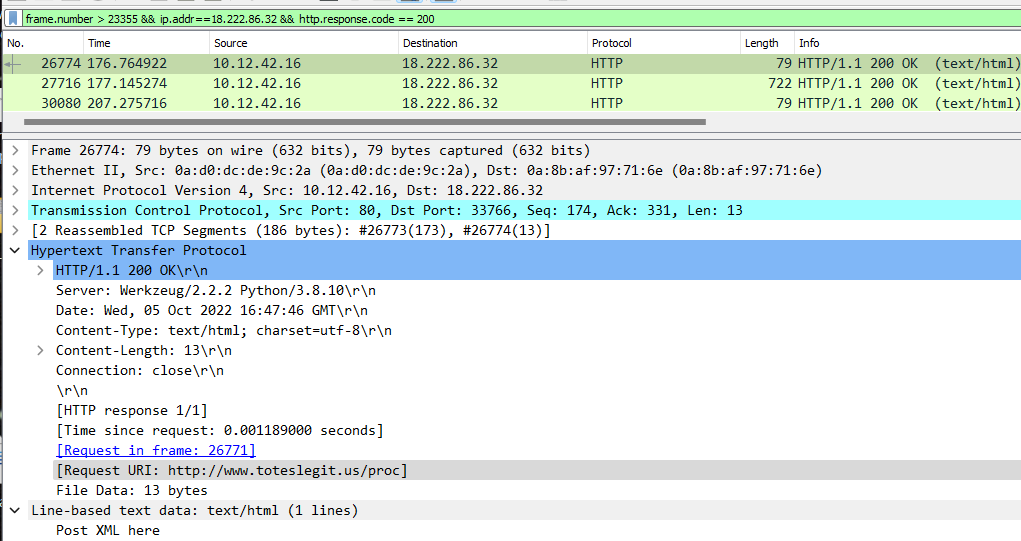 frame.number > 23355 && ip.addr==18.222.86.32 && http.response.code == 200
No. Time Source Destination Protocol Length Info
26774 176.764922 10.12.42.16 18.222.86.32 HTTP 79 HTTP/1.1 200 OK (text/html)
27716 177.145274 10.12.42.16 18.222.86.32 HTTP 722 HTTP/1.1 200 OK (text/html)
30080 207.275716 10.12.42.16 18.222.86.32 HTTP 79 HTTP/1.1 200 OK (text/html)
Frame 26774: 79 bytes on wire (632 bits), 79 bytes captured (632 bits)
Ethernet II, Src: 0a:d0:dc:de:9c:2a (0a:d0:dc:de:9c:2a), Dst: 0a:8b:af:97:71:6e (0a:8b:af:97:71:6e)
Internet Protocol Version 4, Src: 10.12.42.16, Dst: 18.222.86.32
Transmission Control Protocol, Src Port: 80, Dst Port: 33766, Seq: 174, Ack: 331, Len: 13
[2 Reassembled TCP Segments (186 bytes): #26773(173), #26774(13)]
Hypertext Transfer Protocol
HTTP/1.1 200 OK\r\n
Server: Werkzeug/2.2.2 Python/3.8.10\r\n
Date: Wed, 05 Oct 2022 16:47:46 GMT\r\n
Content-Type: text/html; charset=utf-8\r\n
Content-Length: 13\r\n
Connection: close\r\n
\r\n
[HTTP response 1/1]
[Time since request: 0.001189000 seconds]
[Request in frame: 26771]
[Request URI: http://www.toteslegit.us/proc]
File Data: 13 bytes
Line-based text data: text/html (1 lines)
Post XML here